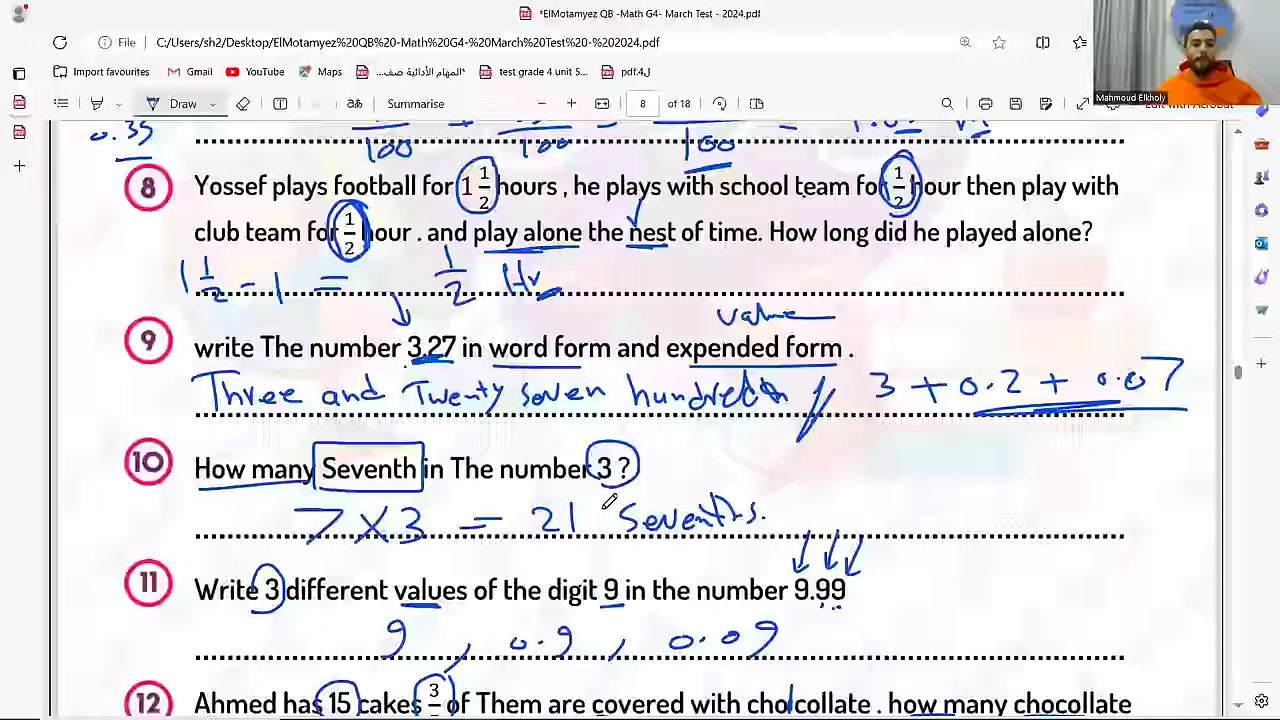 *ElMotamyez QB -Math G4- March Test - 2024.pdf
File C:/Users/sh2/Desktop/ElMotamyez%20QB%20-Math%20G4-%20March%20Test%20-%202024.pdf
Import favourites Gmail YouTube Maps المهام الأدائية صف...* test grade 4 unit 5... 4ل.pdf
Draw Summarise 8 of 18 Edit with Acrobat
Mahmoud Elkholy
0.35
100 100 100
8 Yossef plays football for 1 1/2 hours , he plays with school team for 1/2 hour then play with
club team for 1/2 hour . and play alone the nest of time. How long did he played alone?
1 1/2 - 1 = 1/2 Hr
value
9 write The number 3.27 in word form and expended form .
Three and Twenty seven hundredth // 3 + 0.2 + 0.07
10 How many Seventh in The number 3 ?
7 X 3 = 21 Sevenths.
11 Write 3 different values of the digit 9 in the number 9.99
9 , 0.9 , 0.09
12 Ahmed has 15 cakes 3 of Them are covered with chocollate . how many chocollate